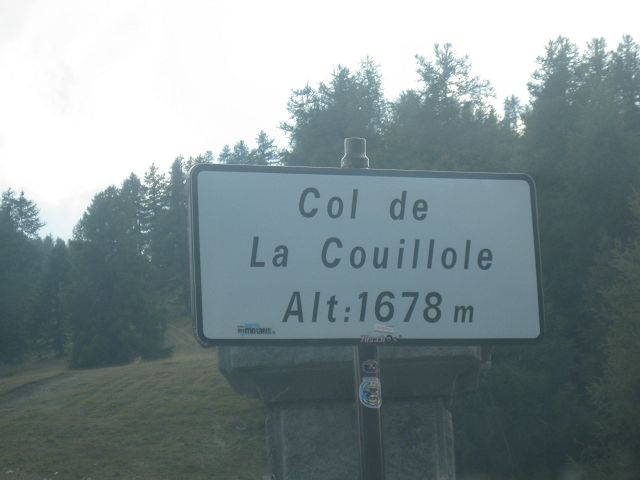 Col de
La Couillole
Alt: 1678 m